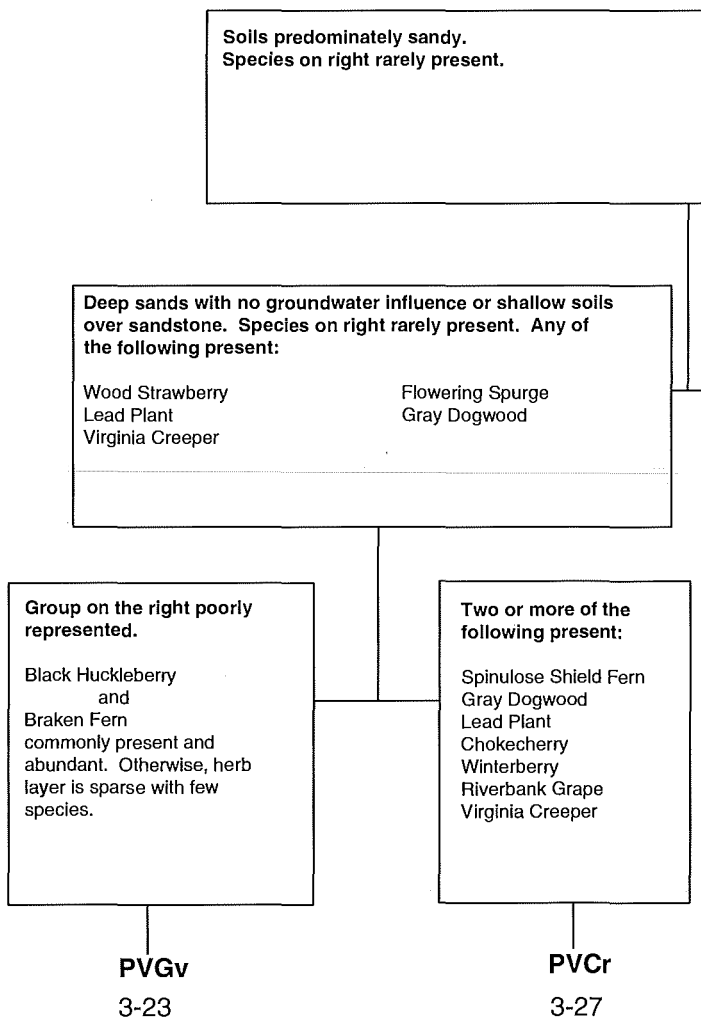 Soils predominately sandy.
Species on right rarely present.
Deep sands with no groundwater influence or shallow soils
over sandstone. Species on right rarely present. Any of
the following present:
Wood Strawberry
Lead Plant
Virginia Creeper
Flowering Spurge
Gray Dogwood
Group on the right poorly
represented.
Black Huckleberry
and
Braken Fern
commonly present and
abundant. Otherwise, herb
layer is sparse with few
species.
Two or more of the
following present:
Spinulose Shield Fern
Gray Dogwood
Lead Plant
Chokecherry
Winterberry
Riverbank Grape
Virginia Creeper
PVGv
3-23
PVCr
3-27